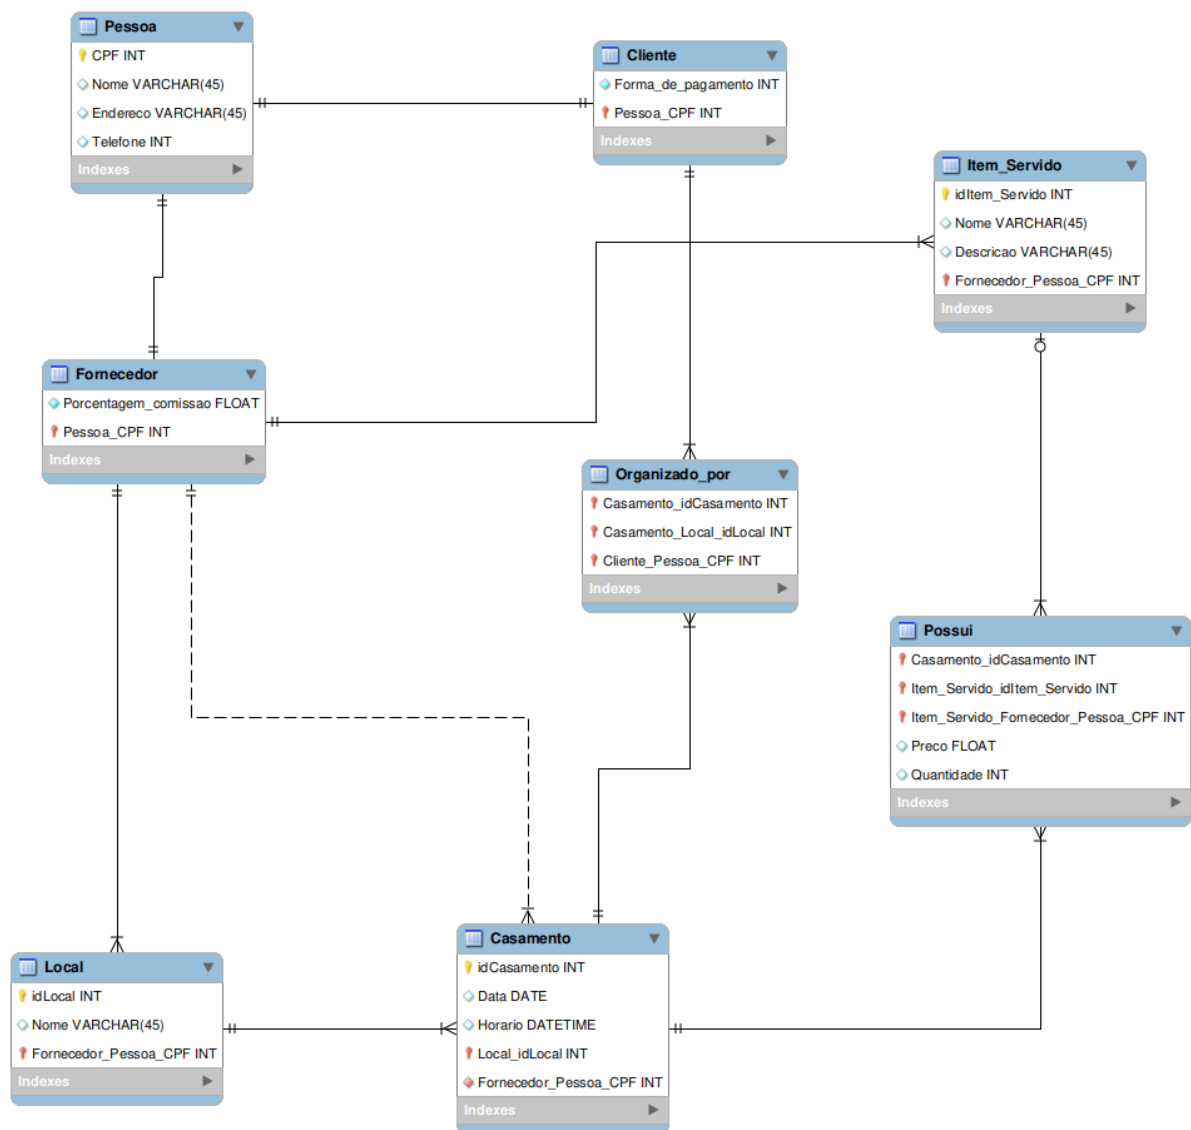 Pessoa
CPF INT
Nome VARCHAR(45)
Endereco VARCHAR(45)
Telefone INT
Indexes
Cliente
Forma_de_pagamento INT
Pessoa_CPF INT
Indexes
Item_Servido
idItem_Servido INT
Nome VARCHAR(45)
Descricao VARCHAR(45)
Fornecedor_Pessoa_CPF INT
Indexes
Fornecedor
Porcentagem_comissao FLOAT
Pessoa_CPF INT
Indexes
Organizado_por
Casamento_idCasamento INT
Casamento_Local_idLocal INT
Cliente_Pessoa_CPF INT
Indexes
Possui
Casamento_idCasamento INT
Item_Servido_idItem_Servido INT
Item_Servido_Fornecedor_Pessoa_CPF INT
Preco FLOAT
Quantidade INT
Indexes
Local
idLocal INT
Nome VARCHAR(45)
Fornecedor_Pessoa_CPF INT
Indexes
Casamento
idCasamento INT
Data DATE
Horario DATETIME
Local_idLocal INT
Fornecedor_Pessoa_CPF INT
Indexes